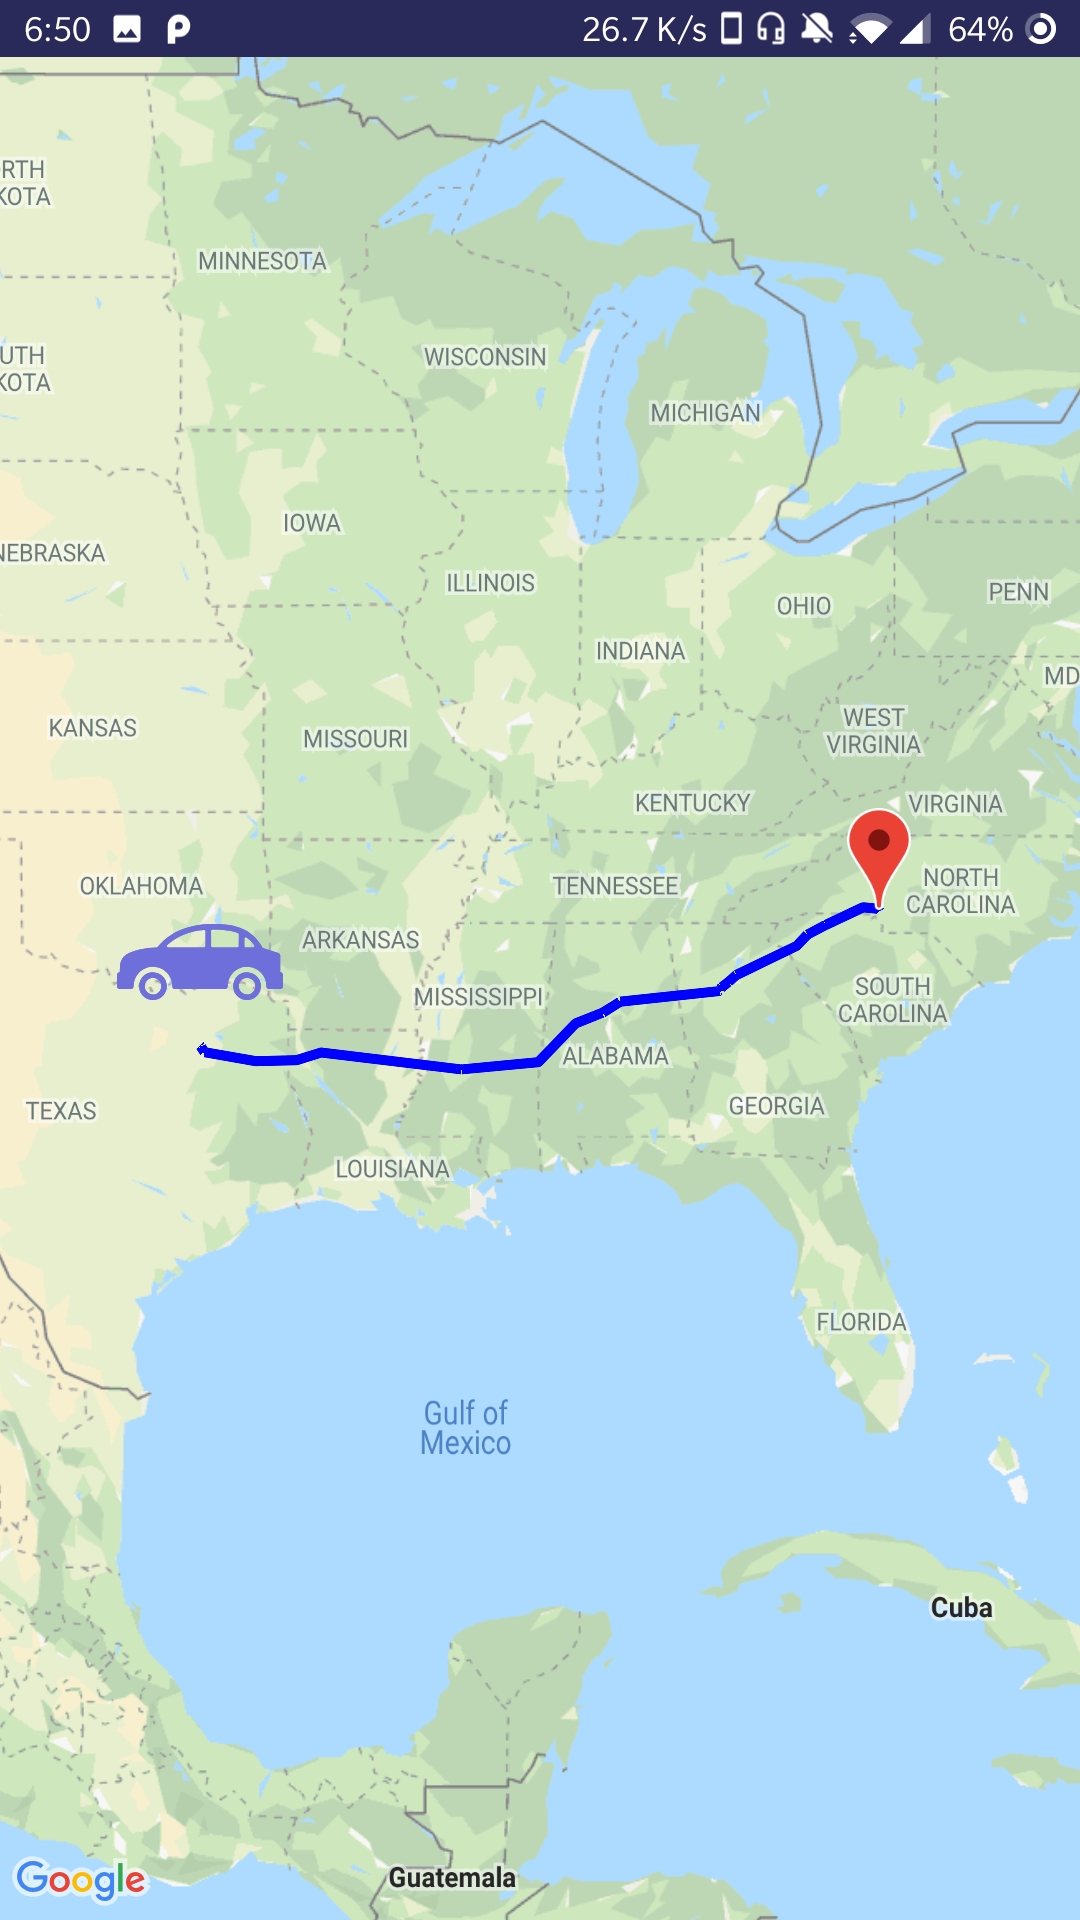 6:50
26.7 K/s
64%
RTH
KOTA
MINNESOTA
UTH
KOTA
WISCONSIN
MICHIGAN
IOWA
NEBRASKA
ILLINOIS
PENN
OHIO
INDIANA
MD
KANSAS
MISSOURI
WEST
VIRGINIA
KENTUCKY
VIRGINIA
OKLAHOMA
TENNESSEE
NORTH
CAROLINA
ARKANSAS
MISSISSIPPI
SOUTH
CAROLINA
ALABAMA
TEXAS
GEORGIA
LOUISIANA
FLORIDA
Gulf of
Mexico
Cuba
Google
Guatemala